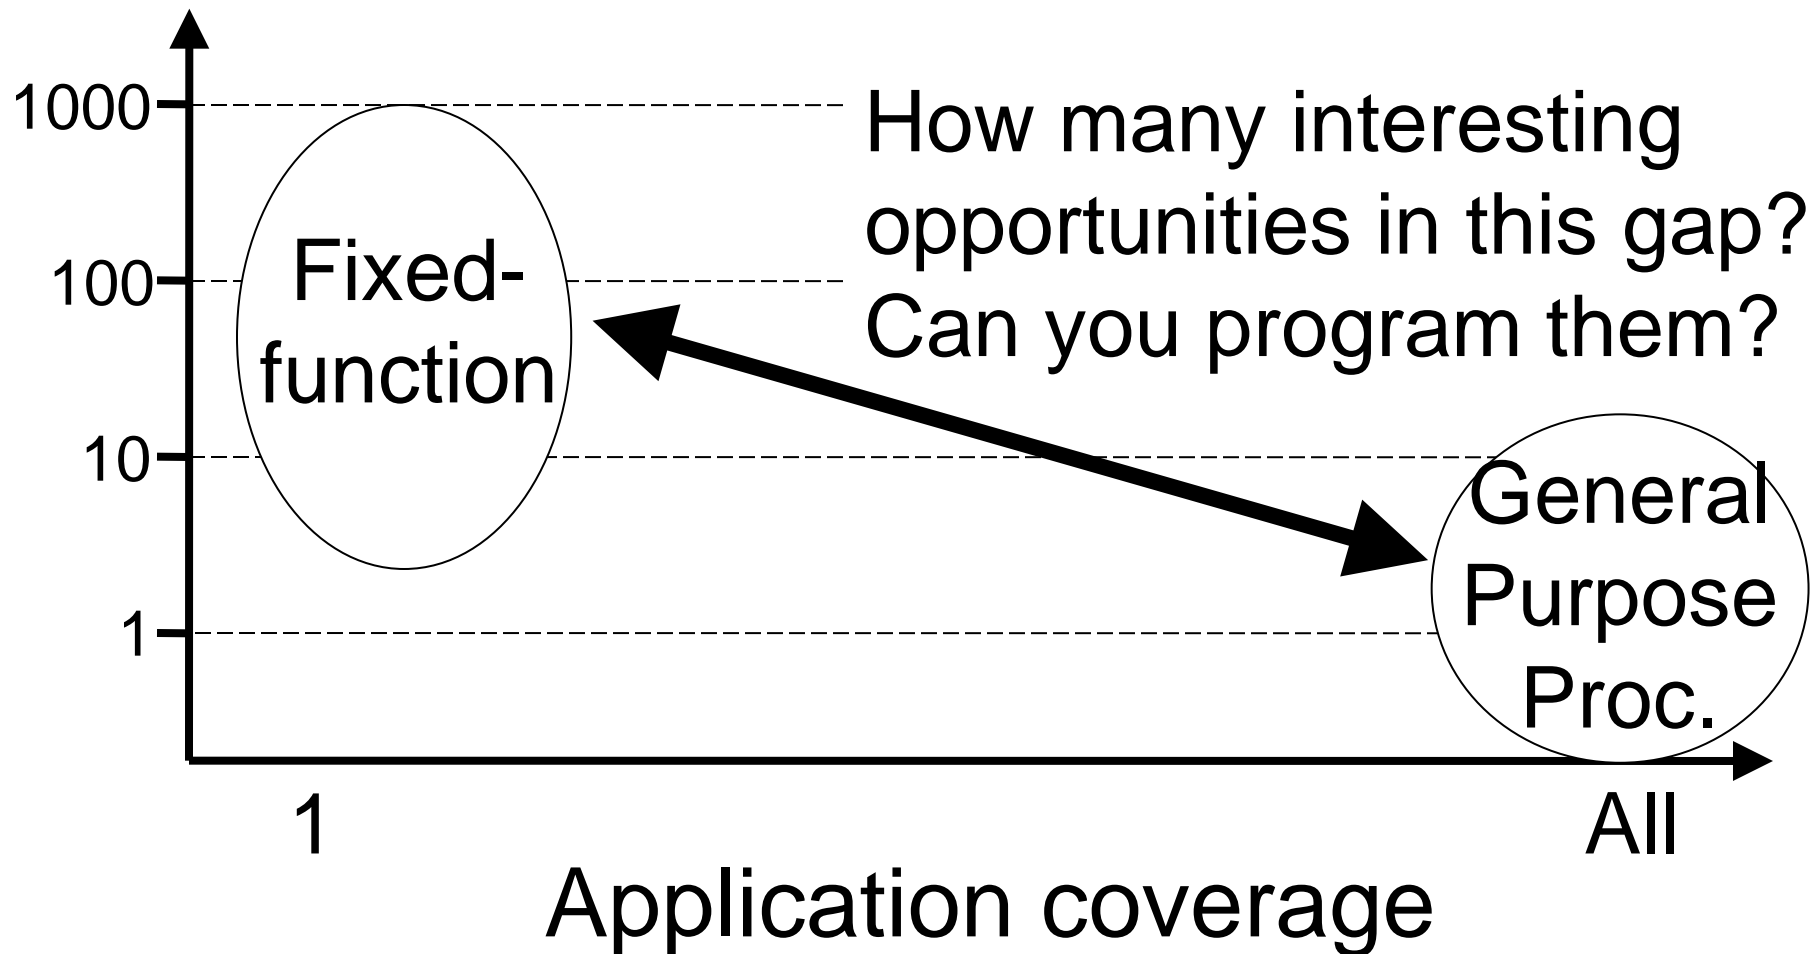 1000
100
10
1
How many interesting
opportunities in this gap?
Can you program them?
Fixed-
function
General
Purpose
Proc.
1
All
Application coverage